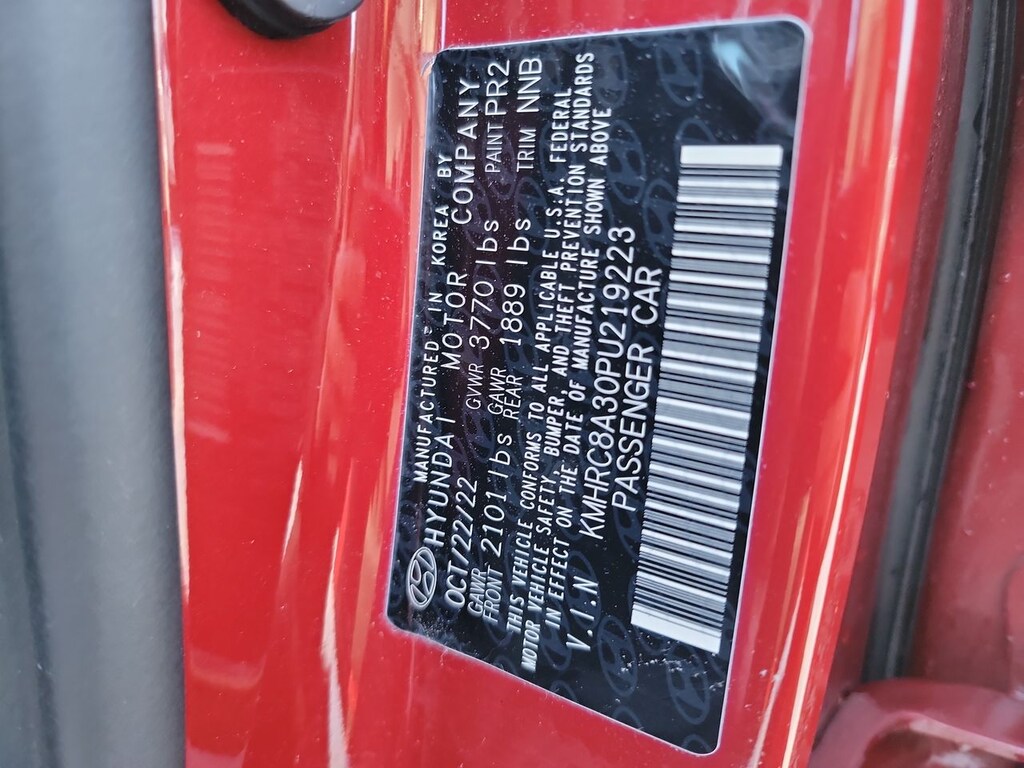 MANUFACTURED IN KOREA BY
HYUNDAI MOTOR COMPANY
OCT/22/22 GVWR 3770 lbs PAINT PR2
GAWR FRONT 2101 lbs GAWR REAR 1889 lbs TRIM NNB
THIS VEHICLE CONFORMS TO ALL APPLICABLE U.S.A. FEDERAL
MOTOR VEHICLE SAFETY BUMPER, AND THEFT PREVENTION STANDARDS
IN EFFECT ON THE DATE OF MANUFACTURE SHOWN ABOVE
V.I.N KMHRC8A30PU219223
PASSENGER CAR